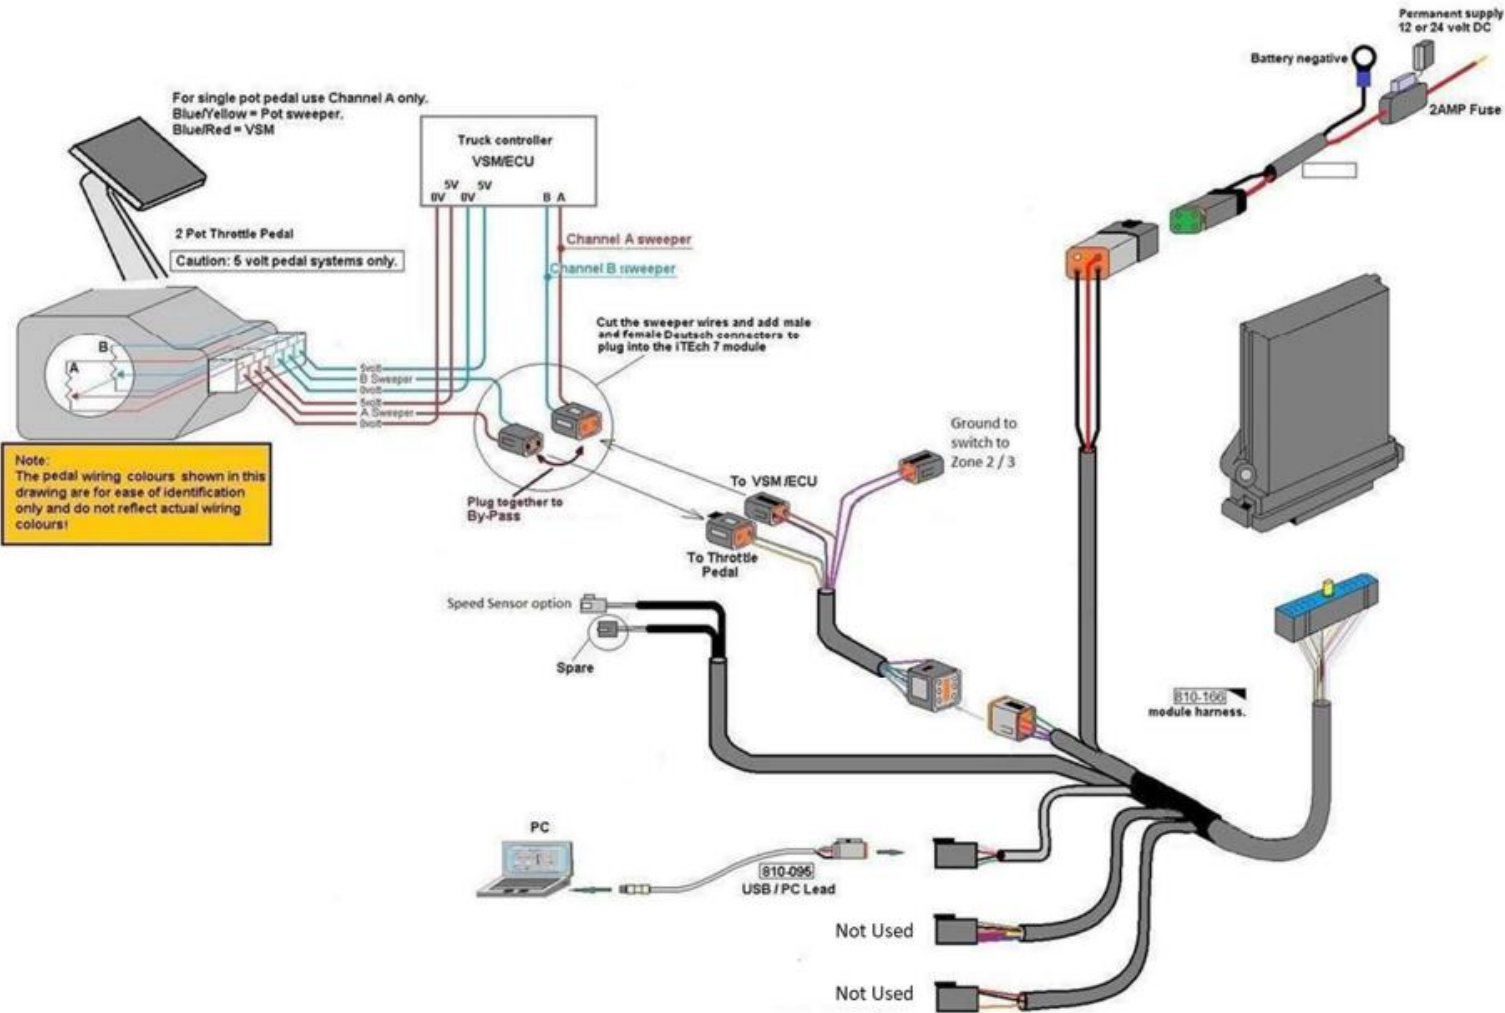 Permanent supply
12 or 24 volt DC
Battery negative
2AMP Fuse
For single pot pedal use Channel A only.
Blue/Yellow = Pot sweeper.
Blue/Red = VSM
Truck controller
VSM/ECU
5V 5V
0V 0V B A
2 Pot Throttle Pedal
Caution: 5 volt pedal systems only.
Channel A sweeper
Channel B sweeper
Cut the sweeper wires and add male
and female Deutsch connectors to
plug into the iTEch 7 module
B
A
5volt
B Sweeper
0volt
5volt
A Sweeper
0volt
Note:
The pedal wiring colours shown in this
drawing are for ease of identification
only and do not reflect actual wiring
colours!
Plug together to
By-Pass
To VSM /ECU
To Throttle
Pedal
Ground to
switch to
Zone 2 / 3
Speed Sensor option
Spare
810-166
module harness.
PC
810-095
USB / PC Lead
Not Used
Not Used